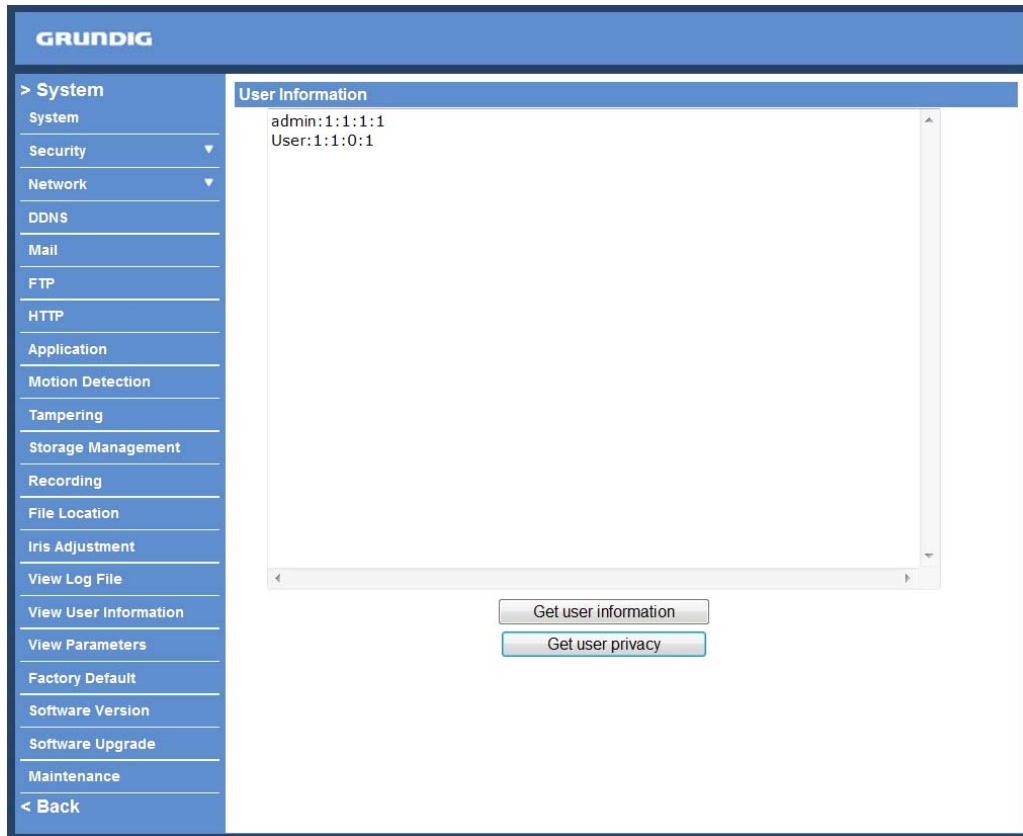 GRUNDIG
> System
System
Security
Network
DDNS
Mail
FTP
HTTP
Application
Motion Detection
Tampering
Storage Management
Recording
File Location
Iris Adjustment
View Log File
View User Information
View Parameters
Factory Default
Software Version
Software Upgrade
Maintenance
< Back
User Information
admin:1:1:1:1
User:1:1:0:1
Get user information
Get user privacy